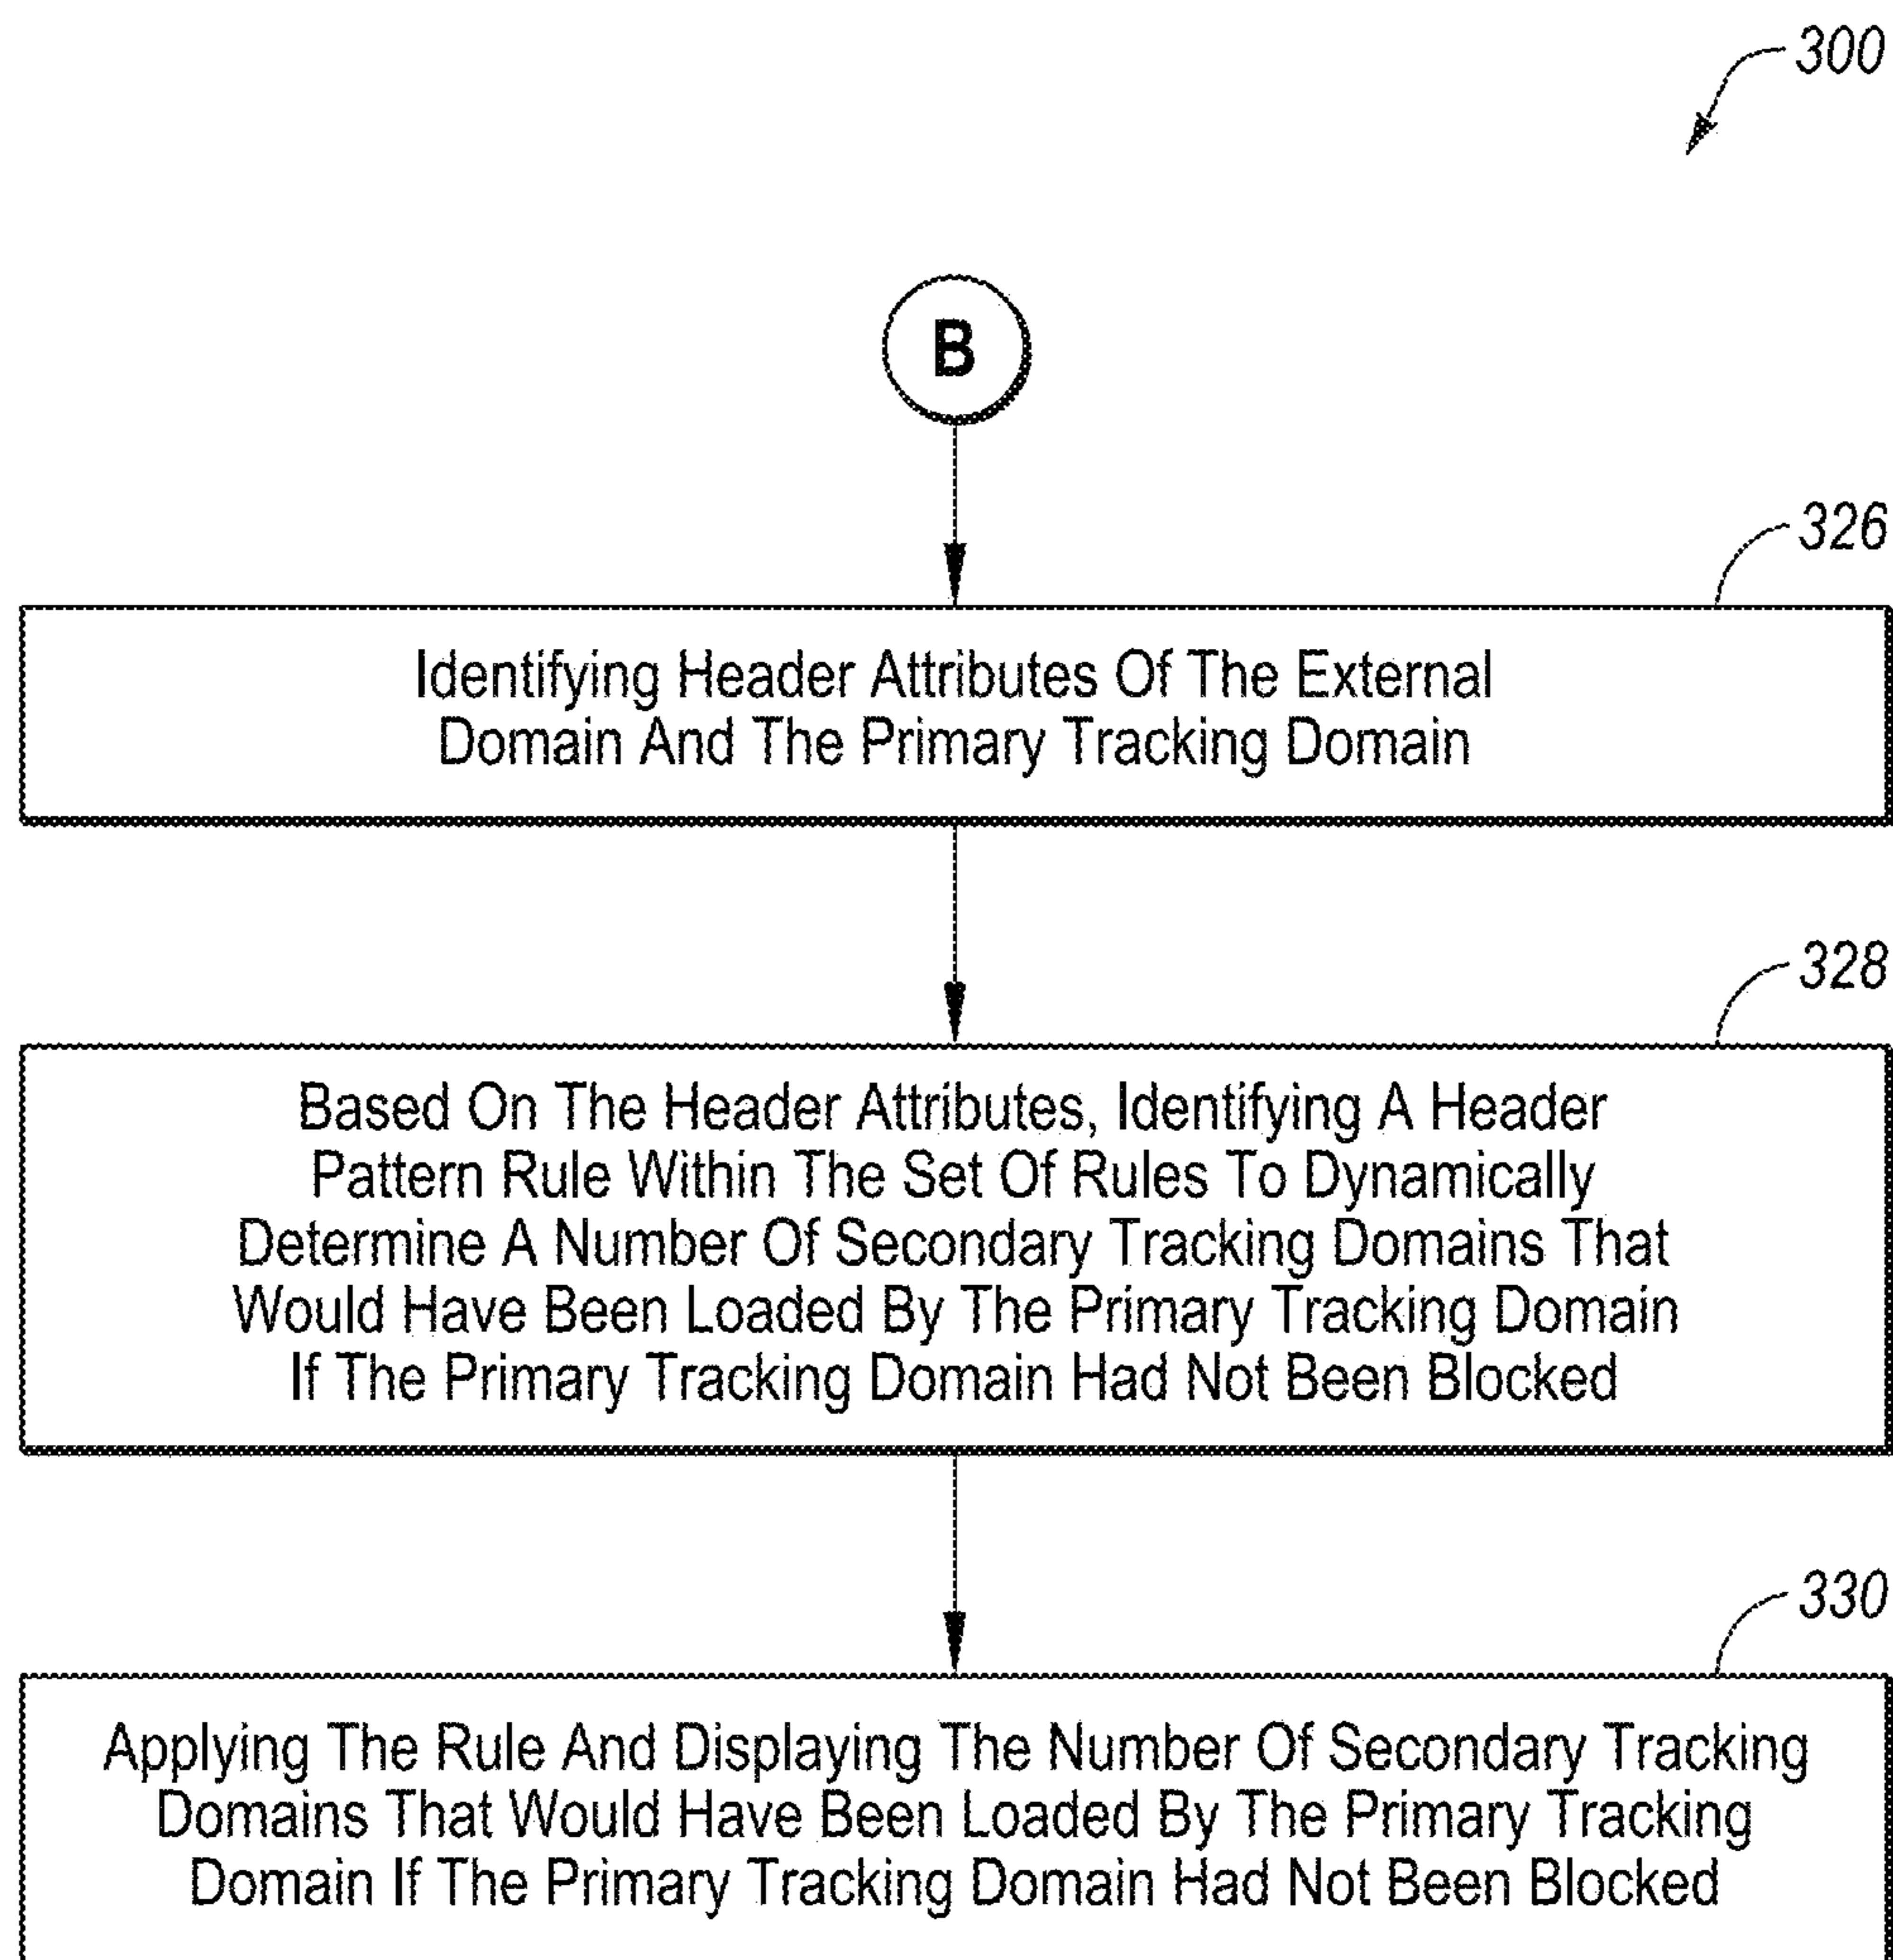 300
B
326
Identifying Header Attributes Of The External
Domain And The Primary Tracking Domain
328
Based On The Header Attributes, Identifying A Header
Pattern Rule Within The Set Of Rules To Dynamically
Determine A Number Of Secondary Tracking Domains That
Would Have Been Loaded By The Primary Tracking Domain
If The Primary Tracking Domain Had Not Been Blocked
330
Applying The Rule And Displaying The Number Of Secondary Tracking
Domains That Would Have Been Loaded By The Primary Tracking
Domain If The Primary Tracking Domain Had Not Been Blocked